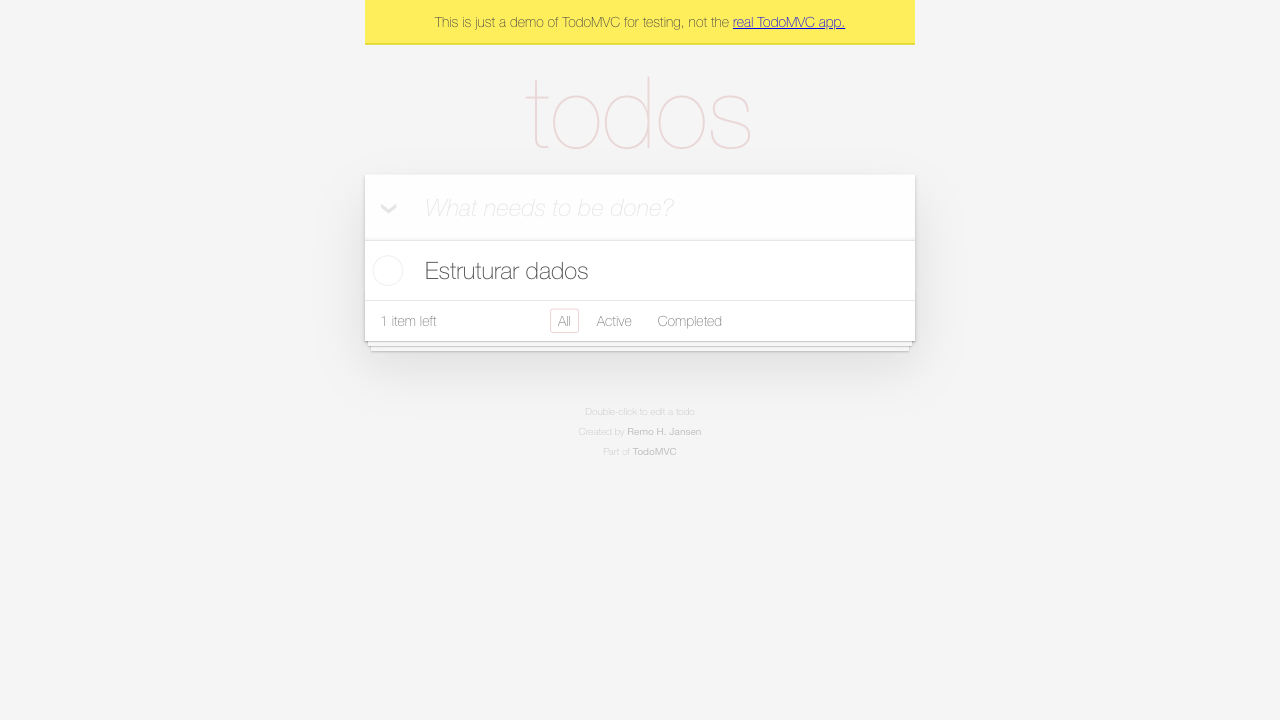 This is just a demo of TodoMVC for testing, not the real TodoMVC app.
todos
What needs to be done?
Estruturar dados
1 item left All Active Completed
Double-click to edit a todo
Created by Remo H. Jansen
Part of TodoMVC